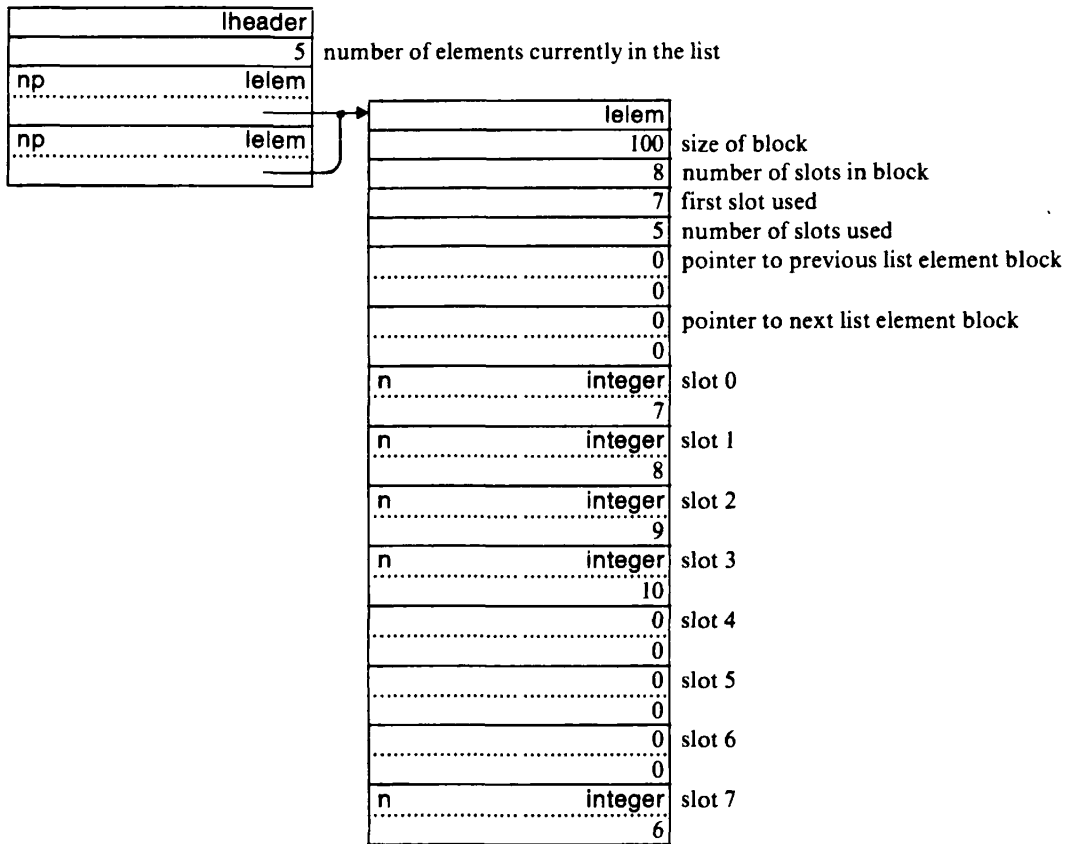 lheader
5 number of elements currently in the list
np lelem
np lelem
lelem
100 size of block
8 number of slots in block
7 first slot used
5 number of slots used
0 pointer to previous list element block
0
0 pointer to next list element block
0
n integer slot 0
7
n integer slot 1
8
n integer slot 2
9
n integer slot 3
10
0 slot 4
0
0 slot 5
0
0 slot 6
0
n integer slot 7
6